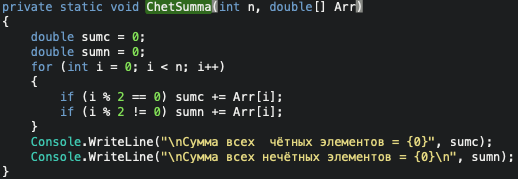 private static void ChetSumma(int n, double[] Arr)
{
    double sumc = 0;
    double sumn = 0;
    for (int i = 0; i < n; i++)
    {
        if (i % 2 == 0) sumc += Arr[i];
        if (i % 2 != 0) sumn += Arr[i];
    }
    Console.WriteLine("\nСумма всех  чётных элементов = {0}", sumc);
    Console.WriteLine("\nСумма всех нечётных элементов = {0}\n", sumn);
}